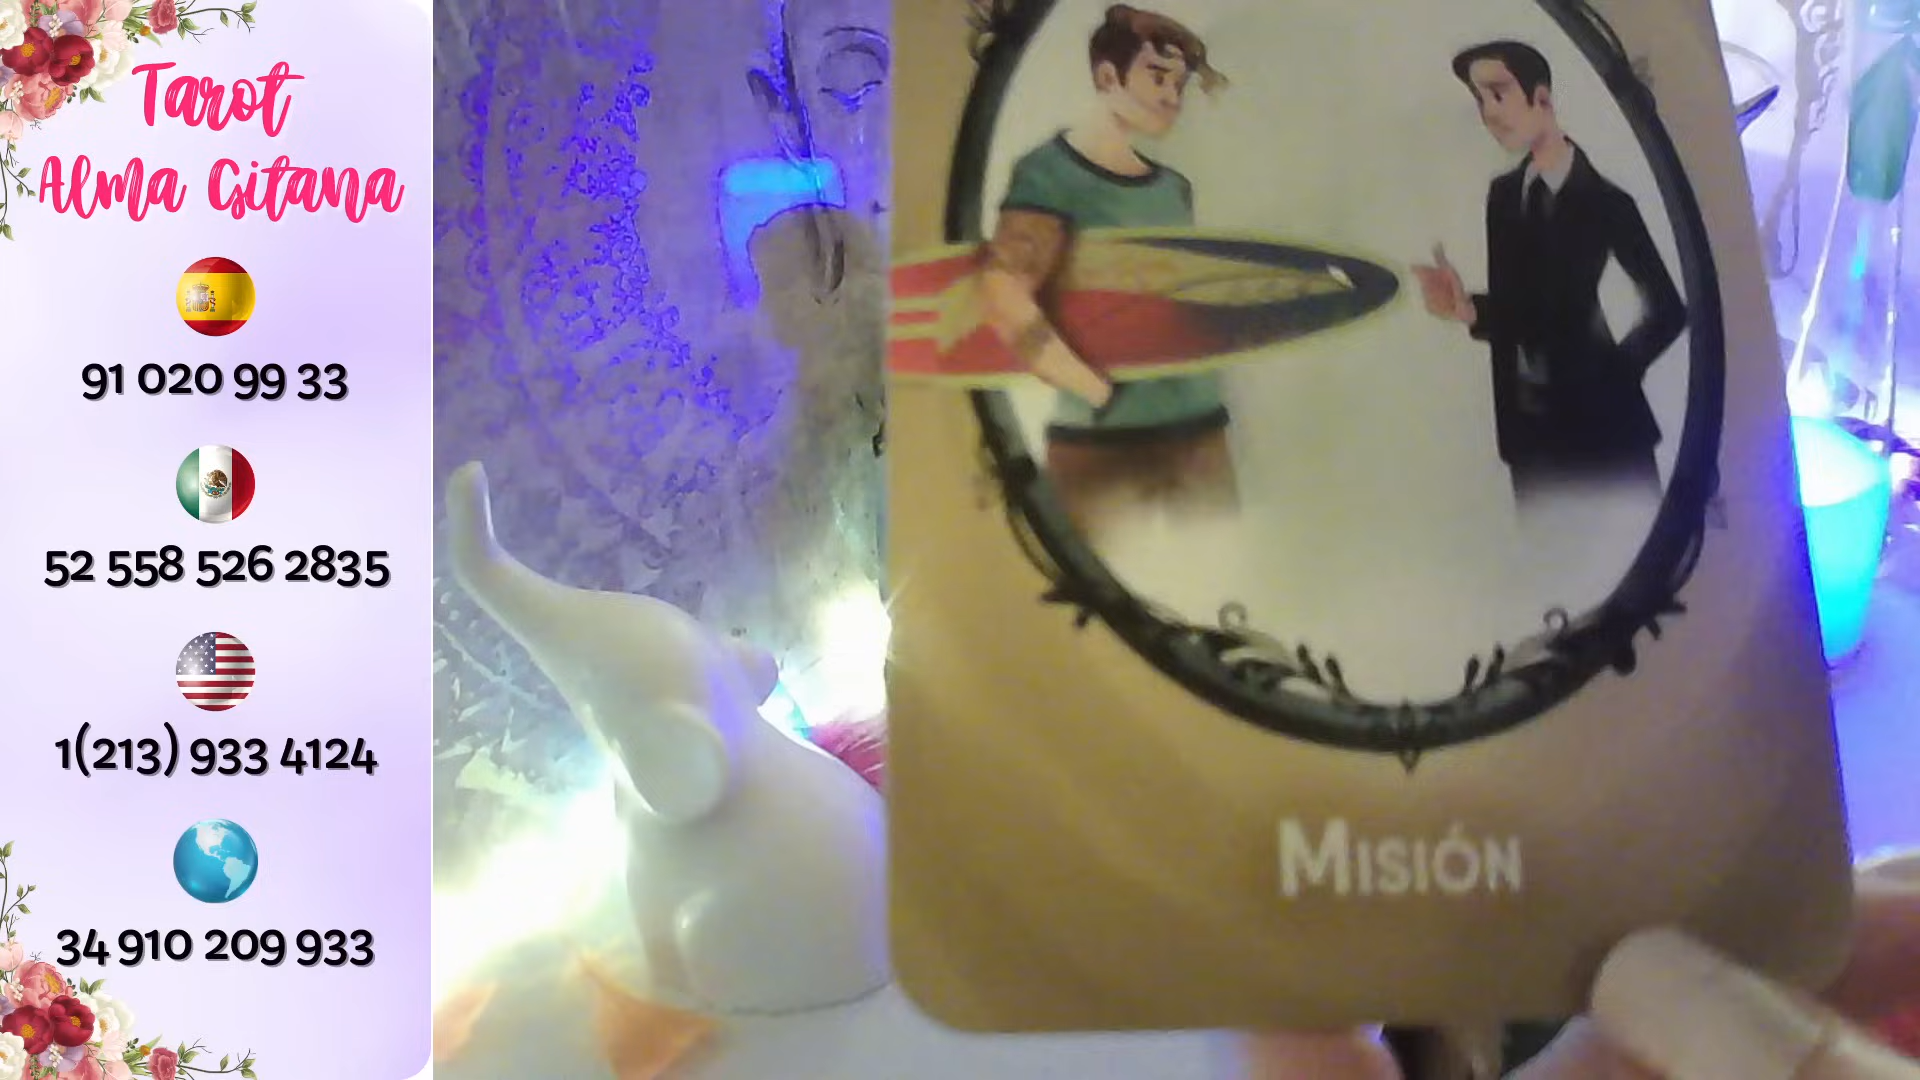 Tarot
Alma Gitana
91 020 99 33
52 558 526 2835
1(213) 933 4124
34 910 209 933
MISIÓN